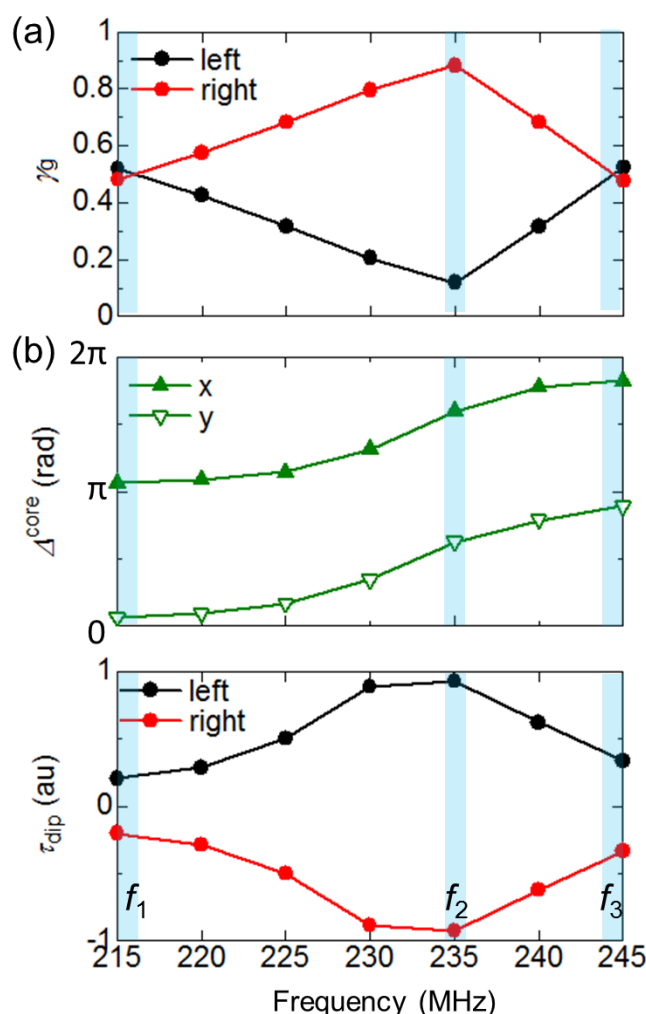 (a)
1
0.8
0.6
0.4
0.2
0
γg
left
right
(b)
2π
π
0
Δcore (rad)
x
y
1
0
-1
τdip (au)
left
right
f1
f2
f3
215 220 225 230 235 240 245
Frequency (MHz)